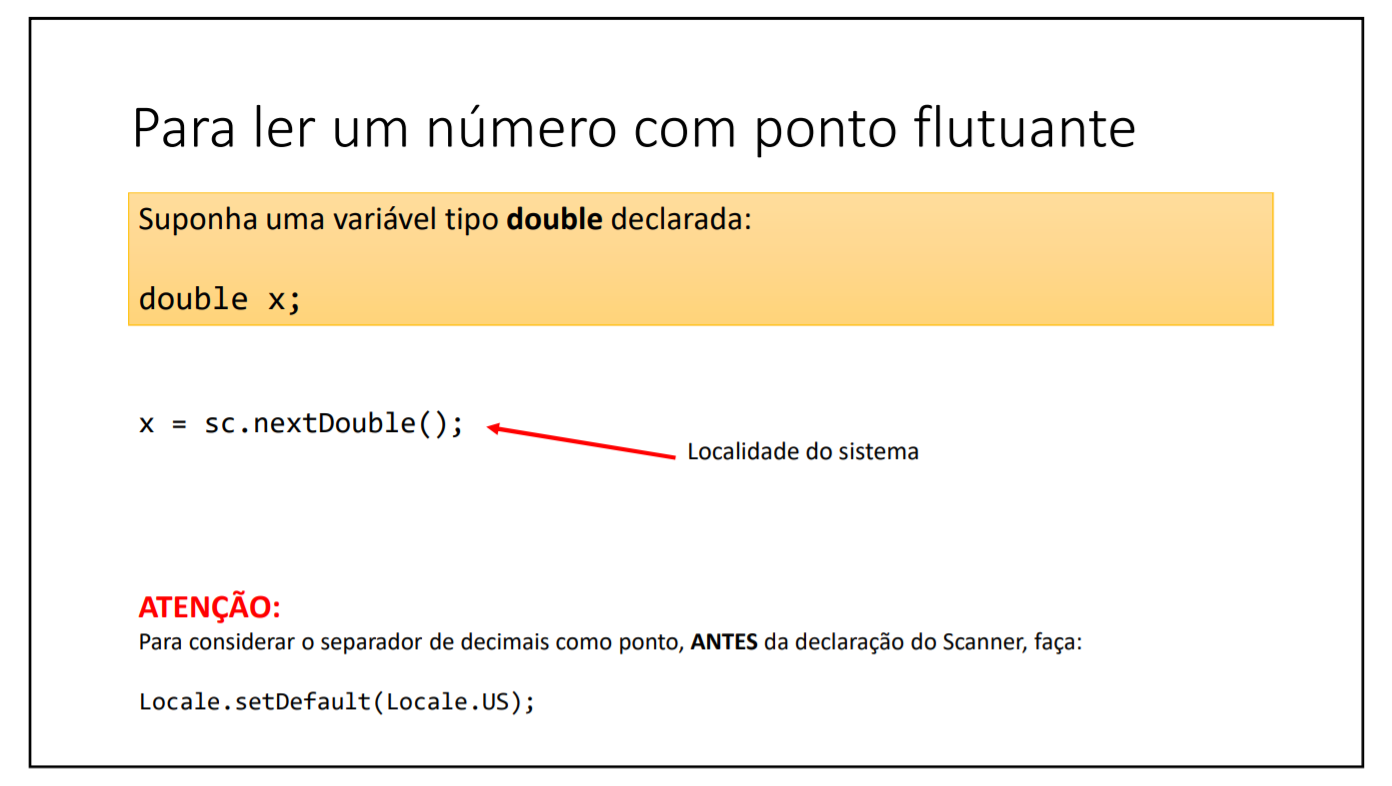 Para ler um número com ponto flutuante
Suponha uma variável tipo double declarada:
double x;
x = sc.nextDouble();
Localidade do sistema
ATENÇÃO:
Para considerar o separador de decimais como ponto, ANTES da declaração do Scanner, faça:
Locale.setDefault(Locale.US);